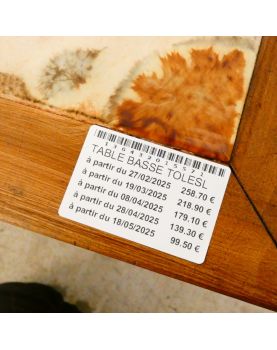 136432015571
TABLE BASSE TOLESL
à partir du 27/02/2025 258.70 €
à partir du 19/03/2025 218.90 €
à partir du 08/04/2025 179.10 €
à partir du 28/04/2025 139.30 €
à partir du 18/05/2025 99.50 €